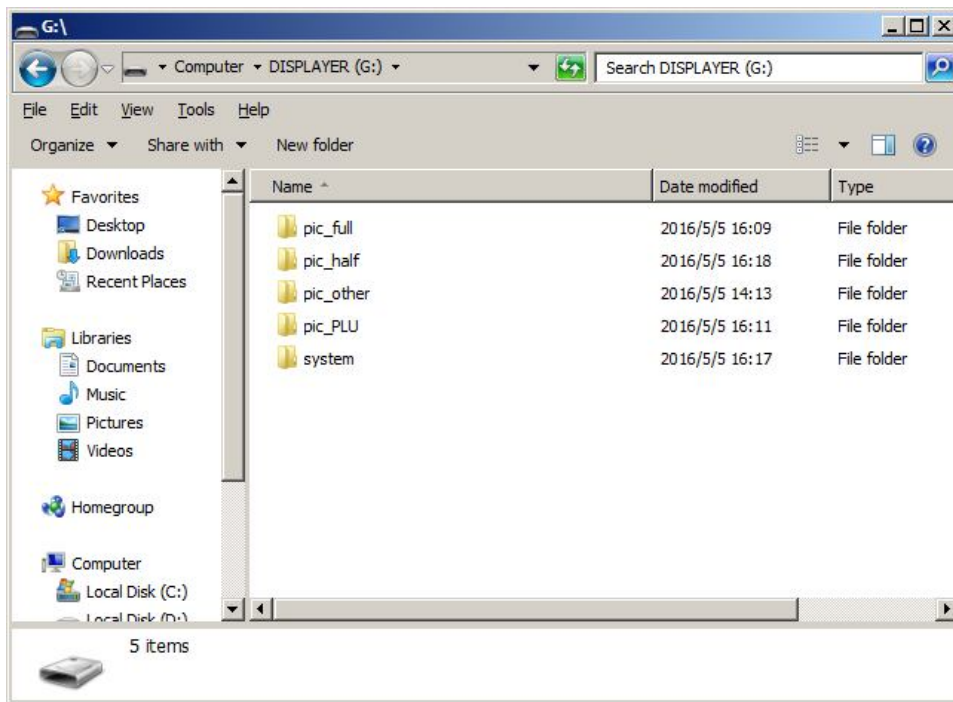 G:\
Computer DISPLAYER (G:) Search DISPLAYER (G:)
File Edit View Tools Help
Organize Share with New folder
Favorites
Desktop
Downloads
Recent Places
Libraries
Documents
Music
Pictures
Videos
Homegroup
Computer
Local Disk (C:)
Local Disk (D:)
Name Date modified Type
pic_full 2016/5/5 16:09 File folder
pic_half 2016/5/5 16:18 File folder
pic_other 2016/5/5 14:13 File folder
pic_PLU 2016/5/5 16:11 File folder
system 2016/5/5 16:17 File folder
5 items